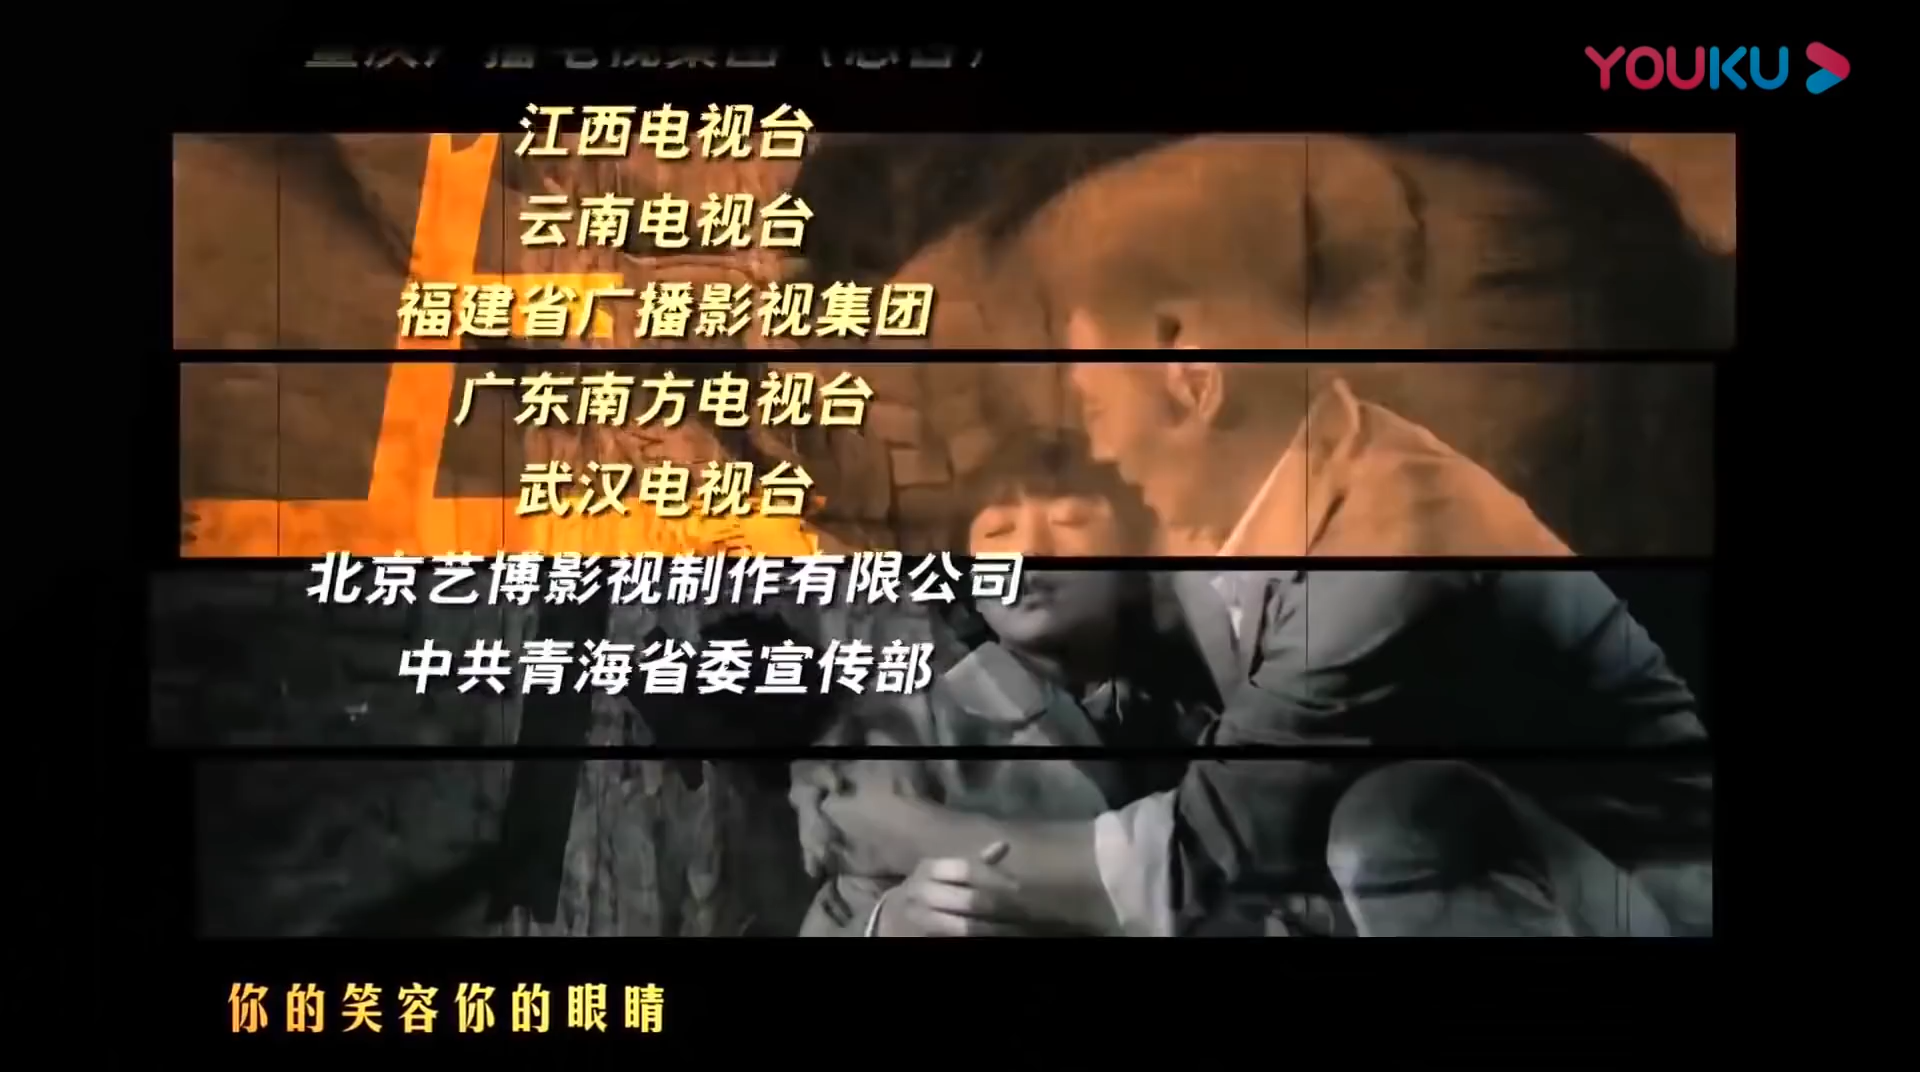 YOUKU
江西电视台
云南电视台
福建省广播影视集团
广东南方电视台
武汉电视台
北京艺博影视制作有限公司
中共青海省委宣传部
你的笑容你的眼睛